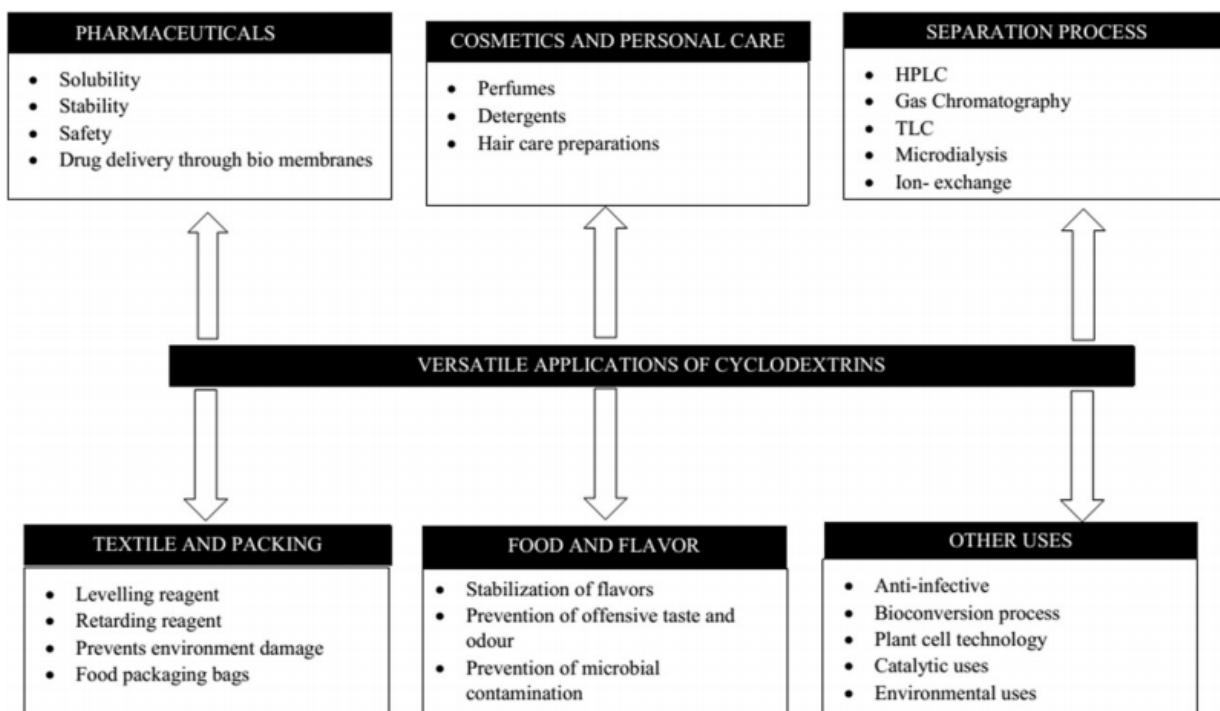 PHARMACEUTICALS
• Solubility
• Stability
• Safety
• Drug delivery through bio membranes
COSMETICS AND PERSONAL CARE
• Perfumes
• Detergents
• Hair care preparations
SEPARATION PROCESS
• HPLC
• Gas Chromatography
• TLC
• Microdialysis
• Ion- exchange
VERSATILE APPLICATIONS OF CYCLODEXTRINS
TEXTILE AND PACKING
• Levelling reagent
• Retarding reagent
• Prevents environment damage
• Food packaging bags
FOOD AND FLAVOR
• Stabilization of flavors
• Prevention of offensive taste and
odour
• Prevention of microbial
contamination
OTHER USES
• Anti-infective
• Bioconversion process
• Plant cell technology
• Catalytic uses
• Environmental uses